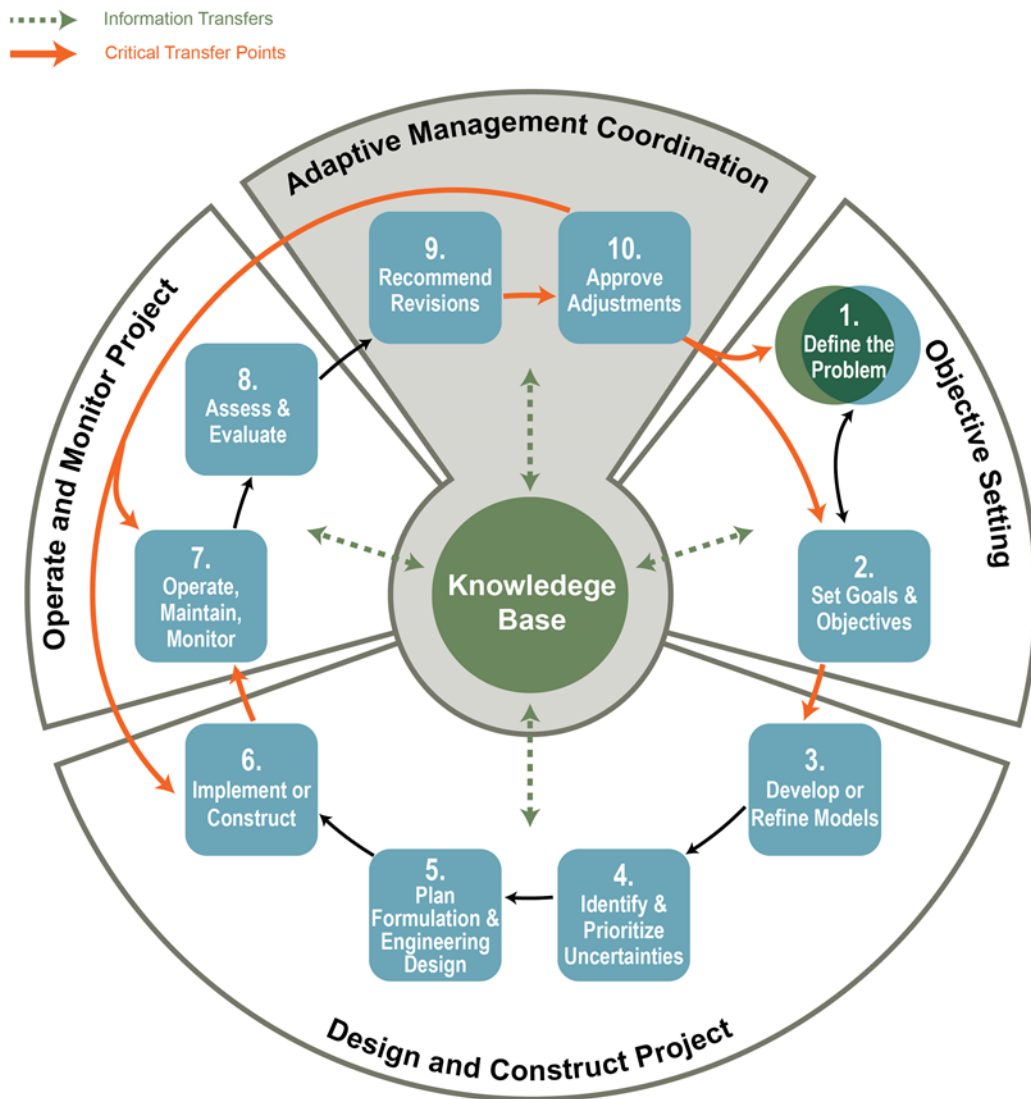 Information Transfers
Critical Transfer Points
Adaptive Management Coordination
9.
Recommend
Revisions
10.
Approve
Adjustments
Objective Setting
1.
Define the
Problem
2.
Set Goals &
Objectives
Design and Construct Project
3.
Develop or
Refine Models
4.
Identify &
Prioritize
Uncertainties
5.
Plan
Formulation &
Engineering
Design
6.
Implement or
Construct
Operate and Monitor Project
7.
Operate,
Maintain,
Monitor
8.
Assess &
Evaluate
Knowledege
Base